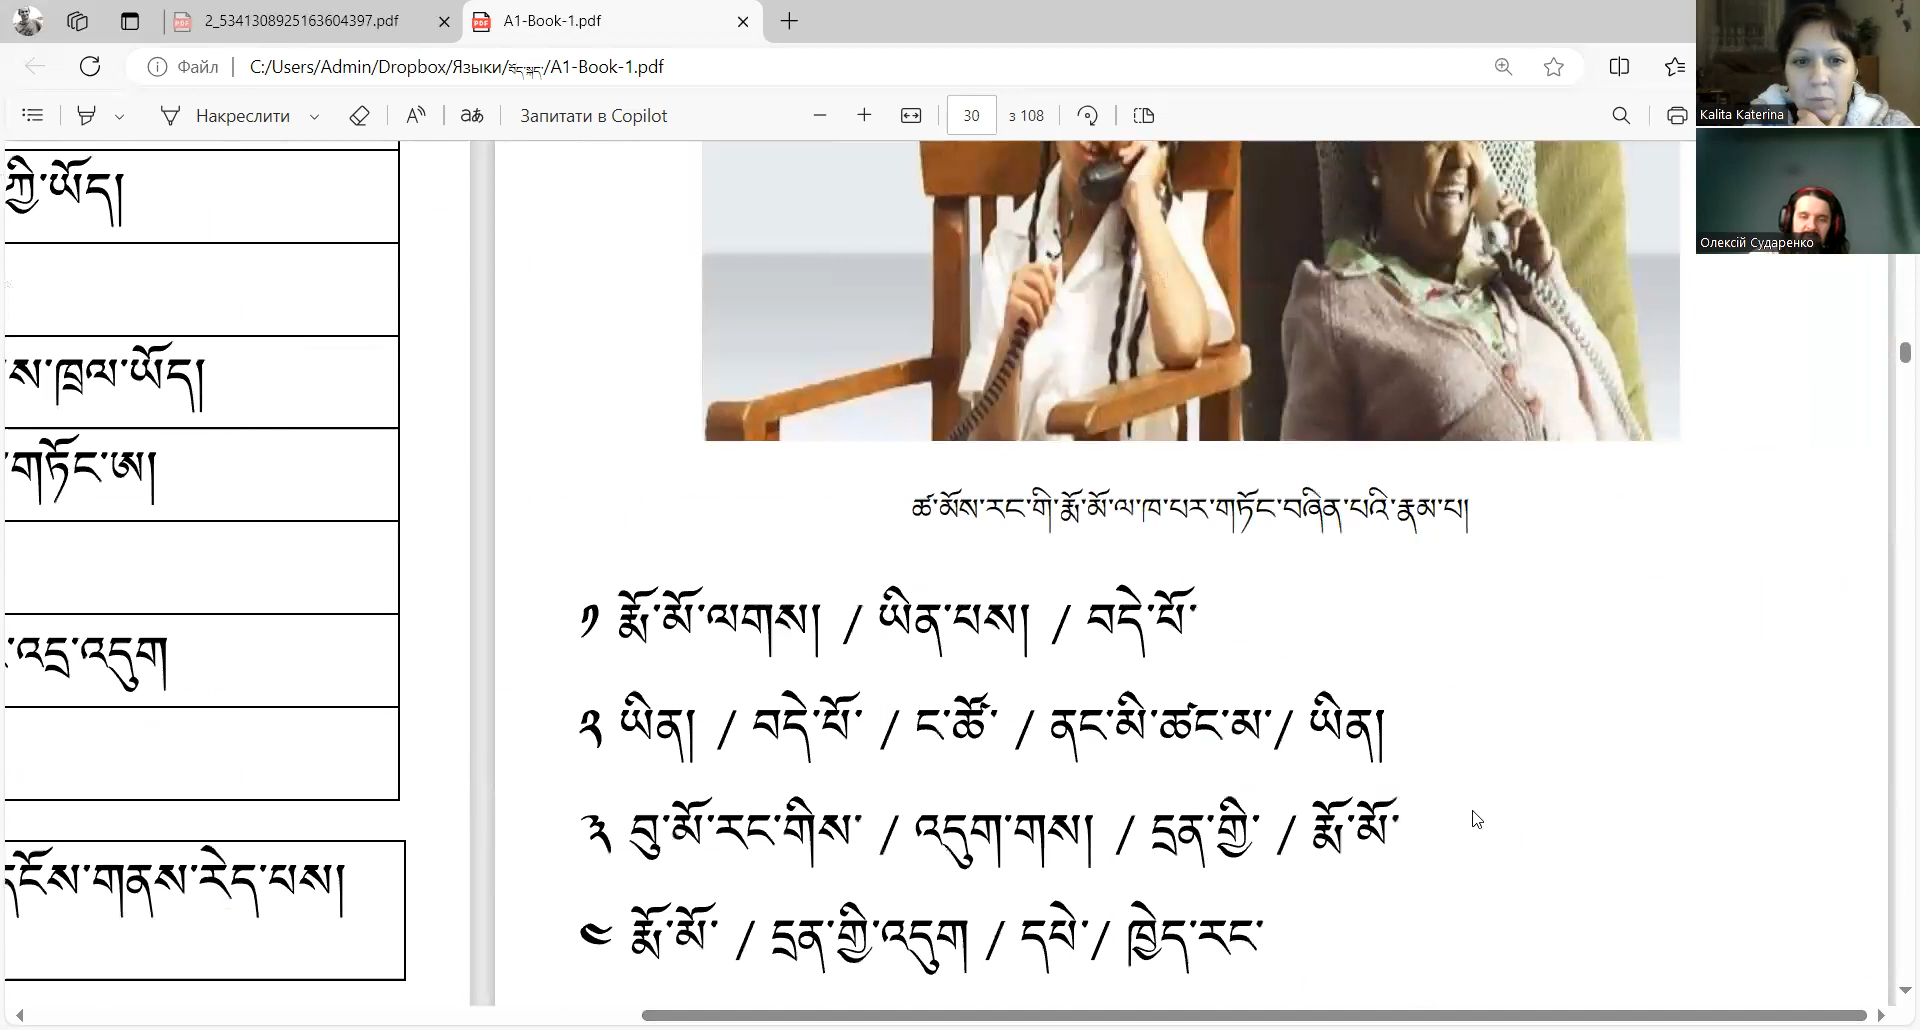 2_5341308925163604397.pdf
A1-Book-1.pdf
Файл
C:/Users/Admin/Dropbox/Языки/བོད་སྐད་/A1-Book-1.pdf
Накреслити
Запитати в Copilot
30
з 108
Kalita Katerina
Олексій Сударенко
ཀྱི་ཡོད།
ས་ཁྲལ་ཡོད།
གཏོང་ཨ།
འདྲ་འདུག
དངོས་གནས་རེད་པས།
ཚ་མོས་རང་གི་རྨོ་མོ་ལ་ཁ་པར་གཏོང་བཞིན་པའི་རྣམ་པ།
༡ རྨོ་མོ་ལགས། / ཡིན་པས། / བདེ་པོ་
༢ ཡིན། / བདེ་པོ་ / ང་ཚོ་ / ནང་མི་ཚང་མ་/ ཡིན།
༣ བུ་མོ་རང་གིས་ / འདུག་གས། / དྲན་གྱི་ / རྨོ་མོ་
༤ རྨོ་མོ་ / དྲན་གྱི་འདུག / དཔེ་/ ཁྱེད་རང་